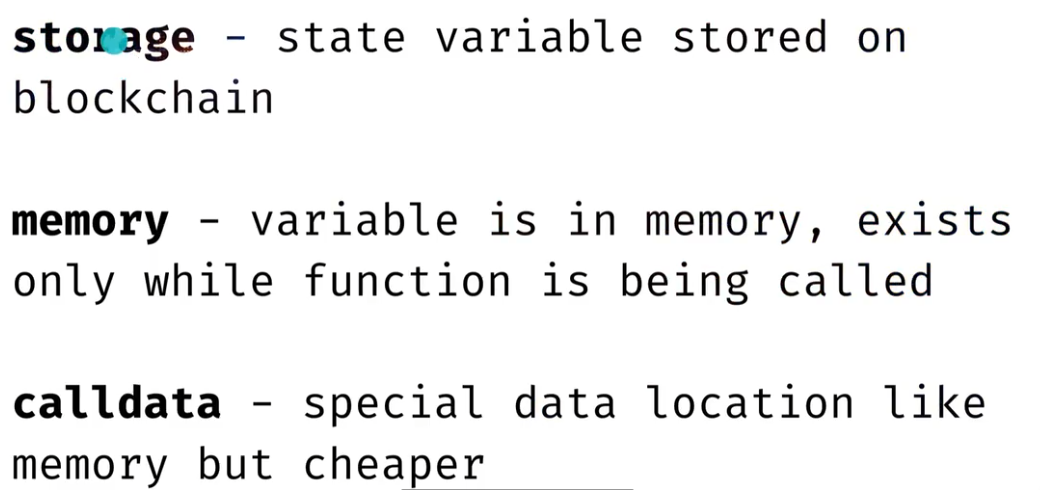 storage – state variable stored on
blockchain
memory – variable is in memory, exists
only while function is being called
calldata – special data location like
memory but cheaper